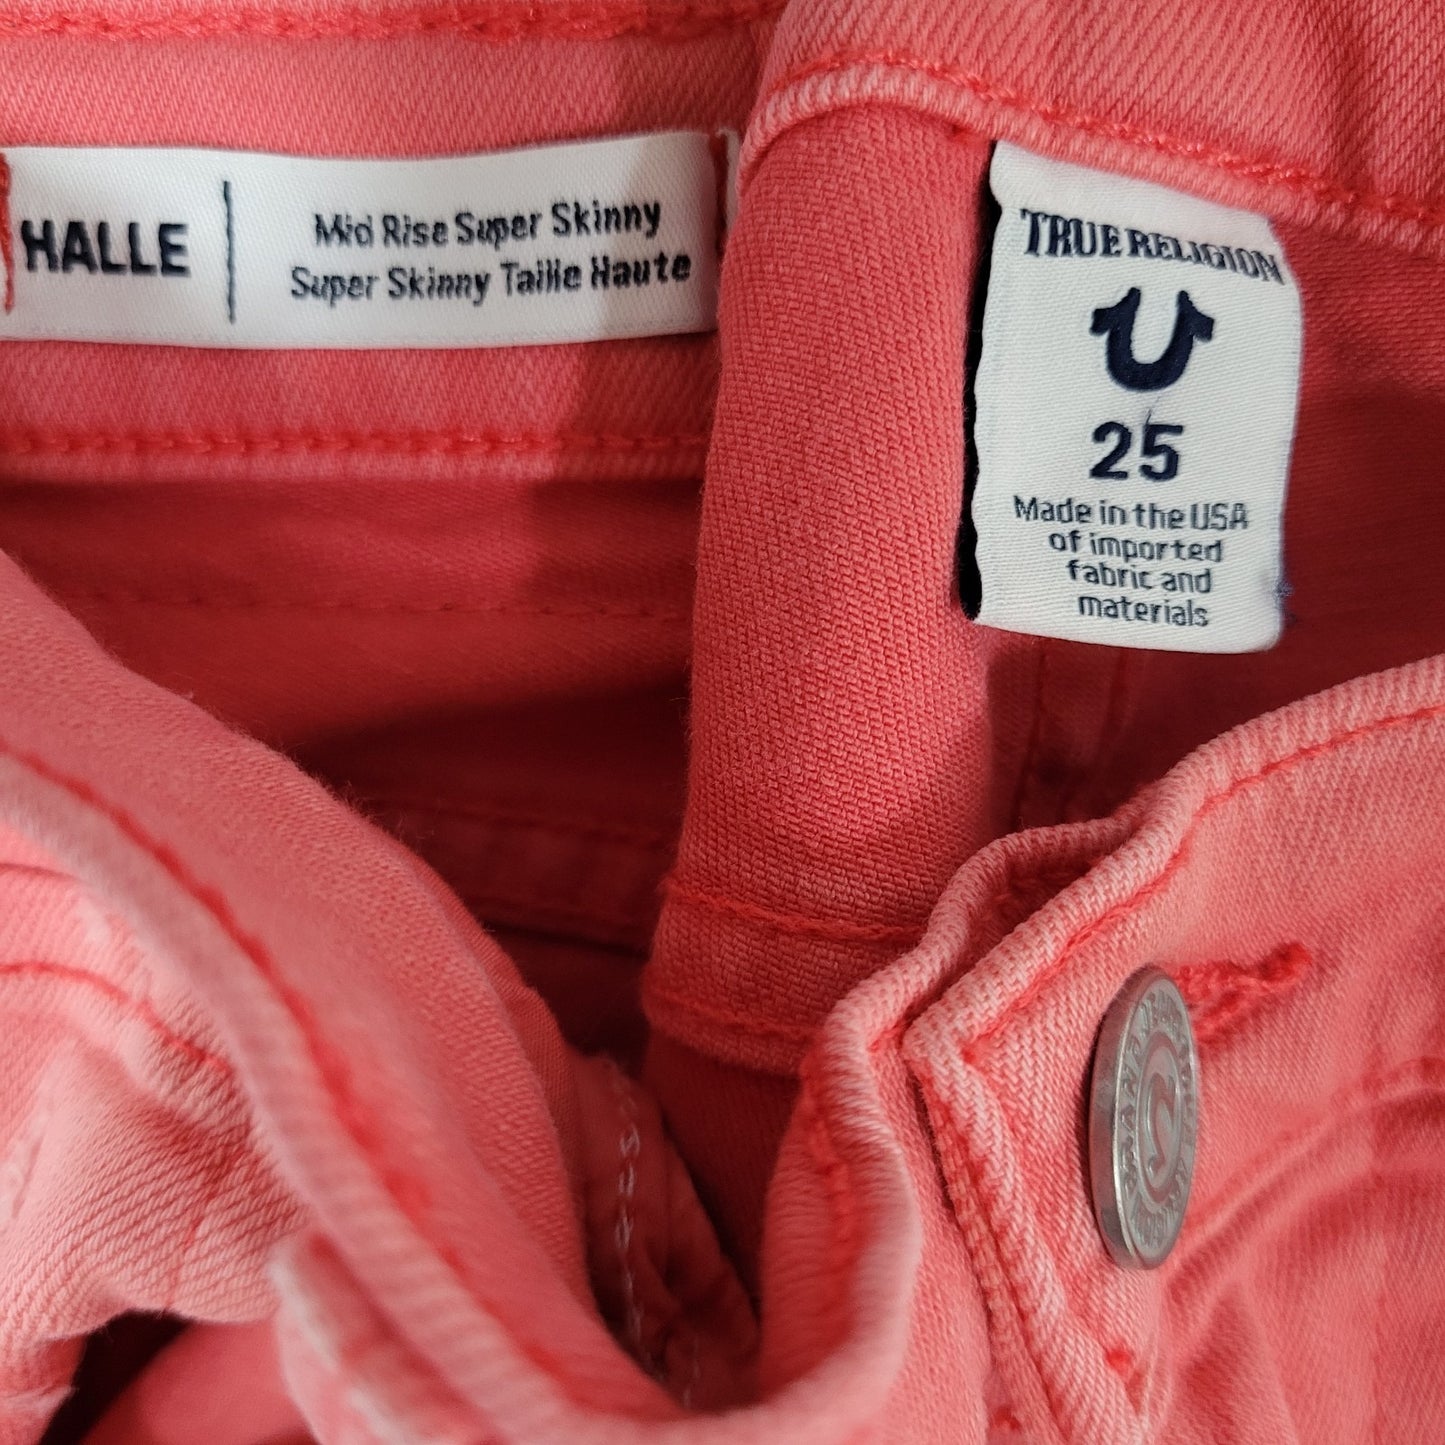 HALLE
Mid Rise Super Skinny
Super Skinny Taille Haute
TRUE RELIGION
25
Made in the USA
of imported
fabric and
materials